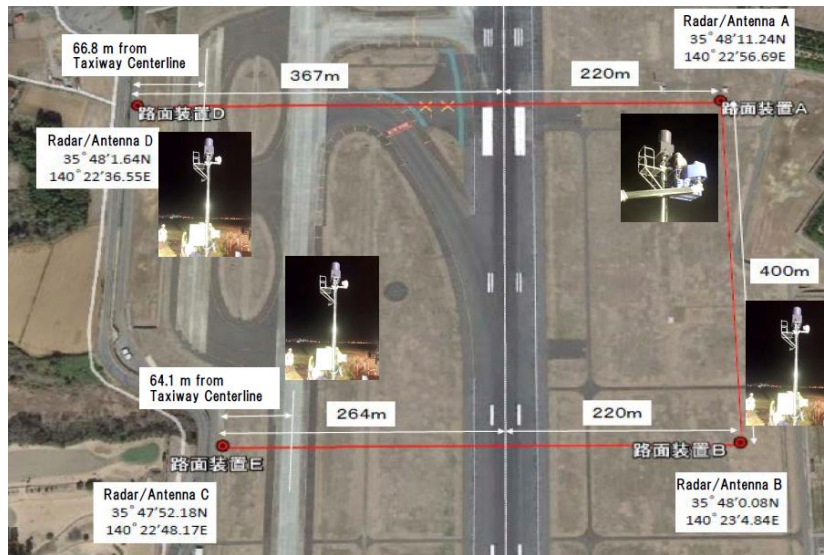 Radar/Antenna A
35°48'11.24N
140°22'56.69E
66.8 m from
Taxiway Centerline
367m
220m
路面装置D
路面装置A
Radar/Antenna D
35°48'1.64N
140°22'36.55E
400m
64.1 m from
Taxiway Centerline
264m
220m
路面装置E
路面装置B
Radar/Antenna C
35°47'52.18N
140°22'48.17E
Radar/Antenna B
35°48'0.08N
140°23'4.84E